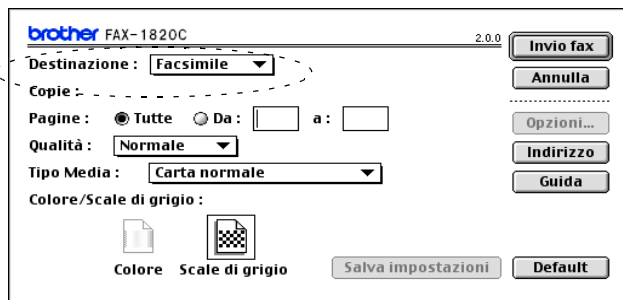 brother FAX-1820C 2.0.0 Invio fax
Destinazione : Facsimile Annulla
Copie :
Pagine : Tutte Da : a : Opzioni...
Qualità : Normale Indirizzo
Tipo Media : Carta normale Guida
Colore/Scale di grigio :
Colore Scale di grigio Salva impostazioni Default